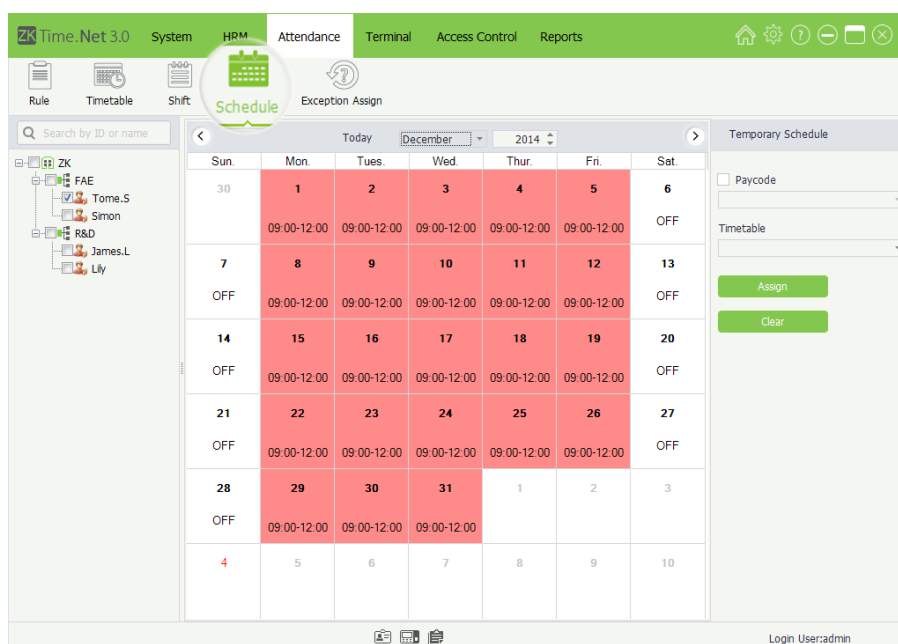 ZK Time.Net 3.0 System HRM Attendance Terminal Access Control Reports
Rule Timetable Shift Schedule Exception Assign
Search by ID or name
ZK
FAE
Tome.S
Simon
R&D
James.L
Lily
Today December 2014
Sun. Mon. Tues. Wed. Thur. Fri. Sat.
30 1 2 3 4 5 6
09:00-12:00 09:00-12:00 09:00-12:00 09:00-12:00 09:00-12:00 OFF
7 8 9 10 11 12 13
OFF 09:00-12:00 09:00-12:00 09:00-12:00 09:00-12:00 09:00-12:00 OFF
14 15 16 17 18 19 20
OFF 09:00-12:00 09:00-12:00 09:00-12:00 09:00-12:00 09:00-12:00 OFF
21 22 23 24 25 26 27
OFF 09:00-12:00 09:00-12:00 09:00-12:00 09:00-12:00 09:00-12:00 OFF
28 29 30 31 1 2 3
OFF 09:00-12:00 09:00-12:00 09:00-12:00
4 5 6 7 8 9 10
Temporary Schedule
Paycode
Timetable
Assign
Clear
Login User:admin